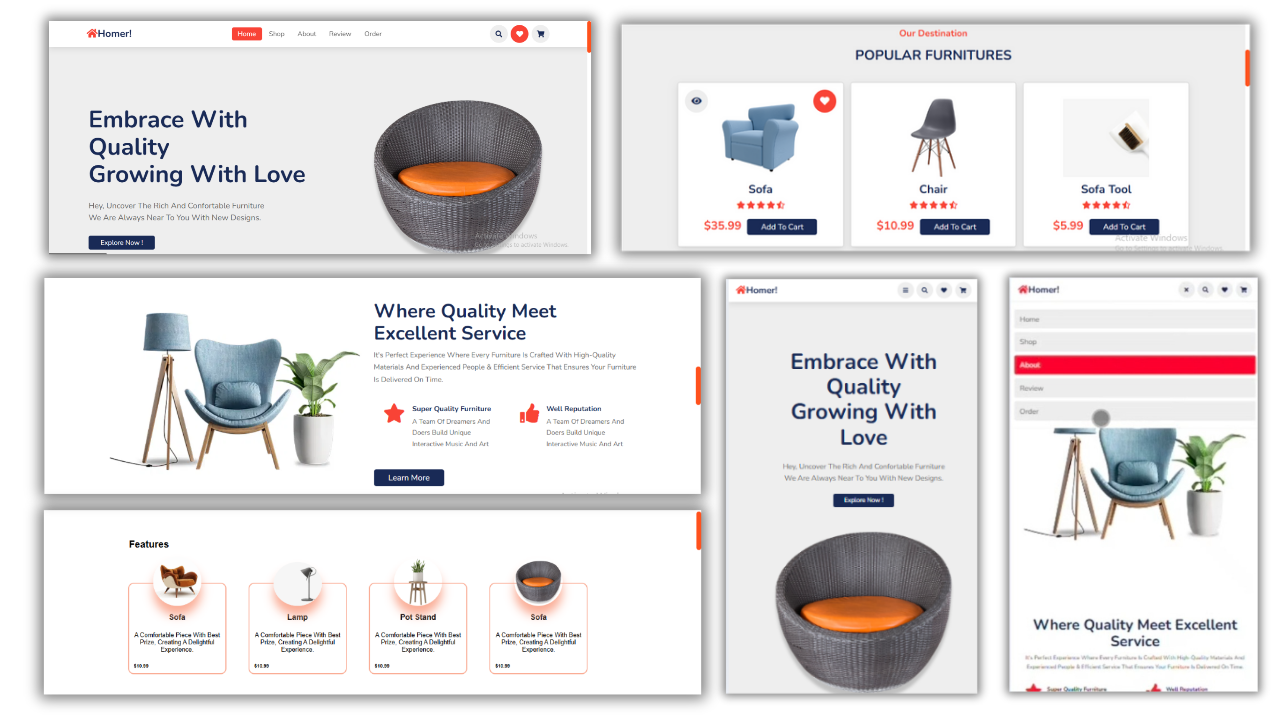 Homer!
Home Shop About Review Order
Embrace With
Quality
Growing With Love
Hey, Uncover The Rich And Confortable Furniture
We Are Always Near To You With New Designs.
Explore Now !
Activate Windows
Go to Settings to activate Windows.
Our Destination
POPULAR FURNITURES
Sofa
$35.99 Add To Cart
Chair
$10.99 Add To Cart
Sofa Tool
$5.99 Add To Cart
Activate Windows
Go to Settings to activate Windows.
Where Quality Meet
Excellent Service
It's Perfect Experience Where Every Furniture Is Crafted With High-Quality
Materials And Experienced People & Efficient Service That Ensures Your Furniture
Is Delivered On Time.
Super Quality Furniture
A Team Of Dreamers And
Doers Build Unique
Interactive Music And Art
Well Reputation
A Team Of Dreamers And
Doers Build Unique
Interactive Music And Art
Learn More
Features
Sofa
A Comfortable Piece With Best
Prize, Creating A Delightful
Experience.
$10.99
Lamp
A Comfortable Piece With Best
Prize, Creating A Delightful
Experience.
Pot Stand
A Comfortable Piece With Best
Prize, Creating A Delightful
Experience.
Sofa
A Comfortable Piece With Best
Prize, Creating A Delightful
Experience.
Homer!
Embrace With
Quality
Growing With
Love
Hey, Uncover The Rich And Confortable Furniture
We Are Always Near To You With New Designs.
Explore Now !
Homer!
Home
Shop
About
Review
Order
Where Quality Meet Excellent
Service
It's Perfect Experience Where Every Furniture Is Crafted With High-Quality Materials And
Experienced People & Efficient Service That Ensures Your Furniture Is Delivered On Time.
Super Quality Furniture
Well Reputation